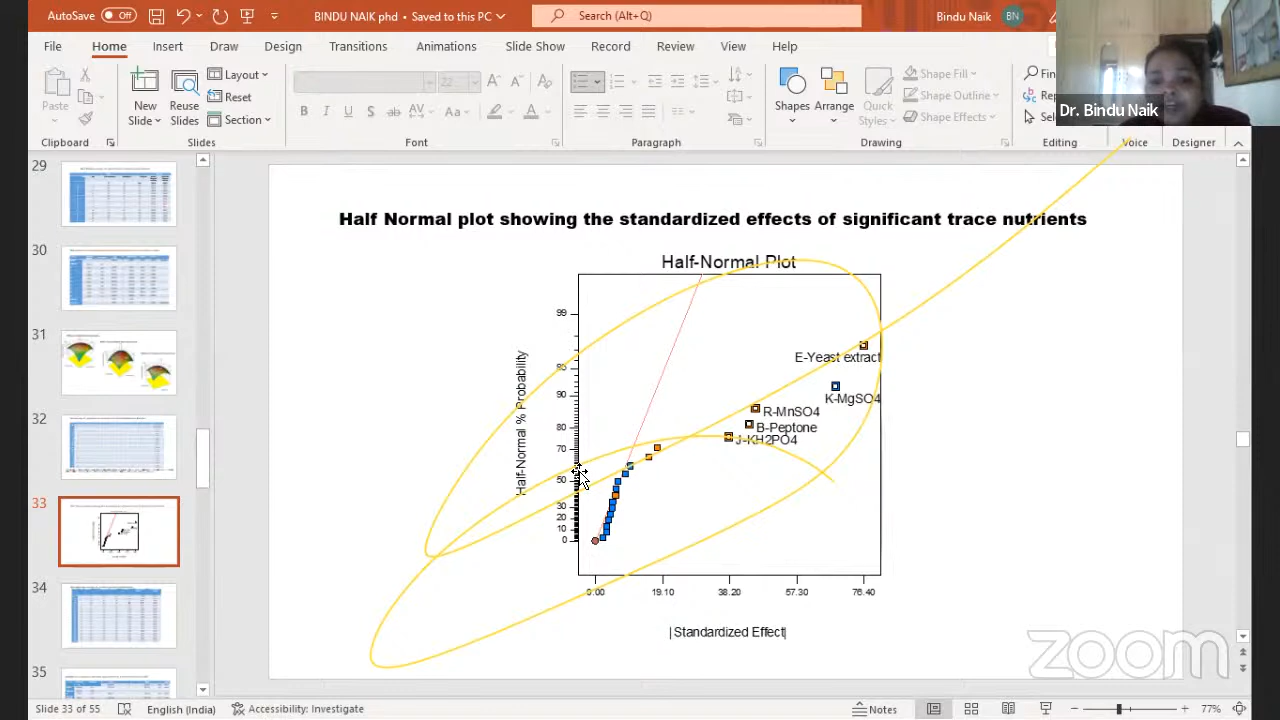 AutoSave Off BINDU NAIK phd • Saved to this PC Search (Alt+Q) Bindu Naik BN
File Home Insert Draw Design Transitions Animations Slide Show Record Review View Help
Paste New Slide Reuse Slides Layout Reset Section 22 Shapes Arrange Quick Styles Shape Fill Shape Outline Shape Effects
Dr. Bindu Naik
Clipboard Slides Font Paragraph Drawing Editing Voice Designer
29
30
31
32
33
34
35
Half Normal plot showing the standardized effects of significant trace nutrients
Half-Normal Plot
Half-Normal % Probability
99
90
80
70
50
30
20
10
0
E-Yeast extract
K-MgSO4
R-MnSO4
B-Peptone
J-KH2PO4
0.00 19.10 38.20 57.30 76.40
|Standardized Effect|
zoom
Slide 33 of 55 English (India) Accessibility: Investigate Notes 77%